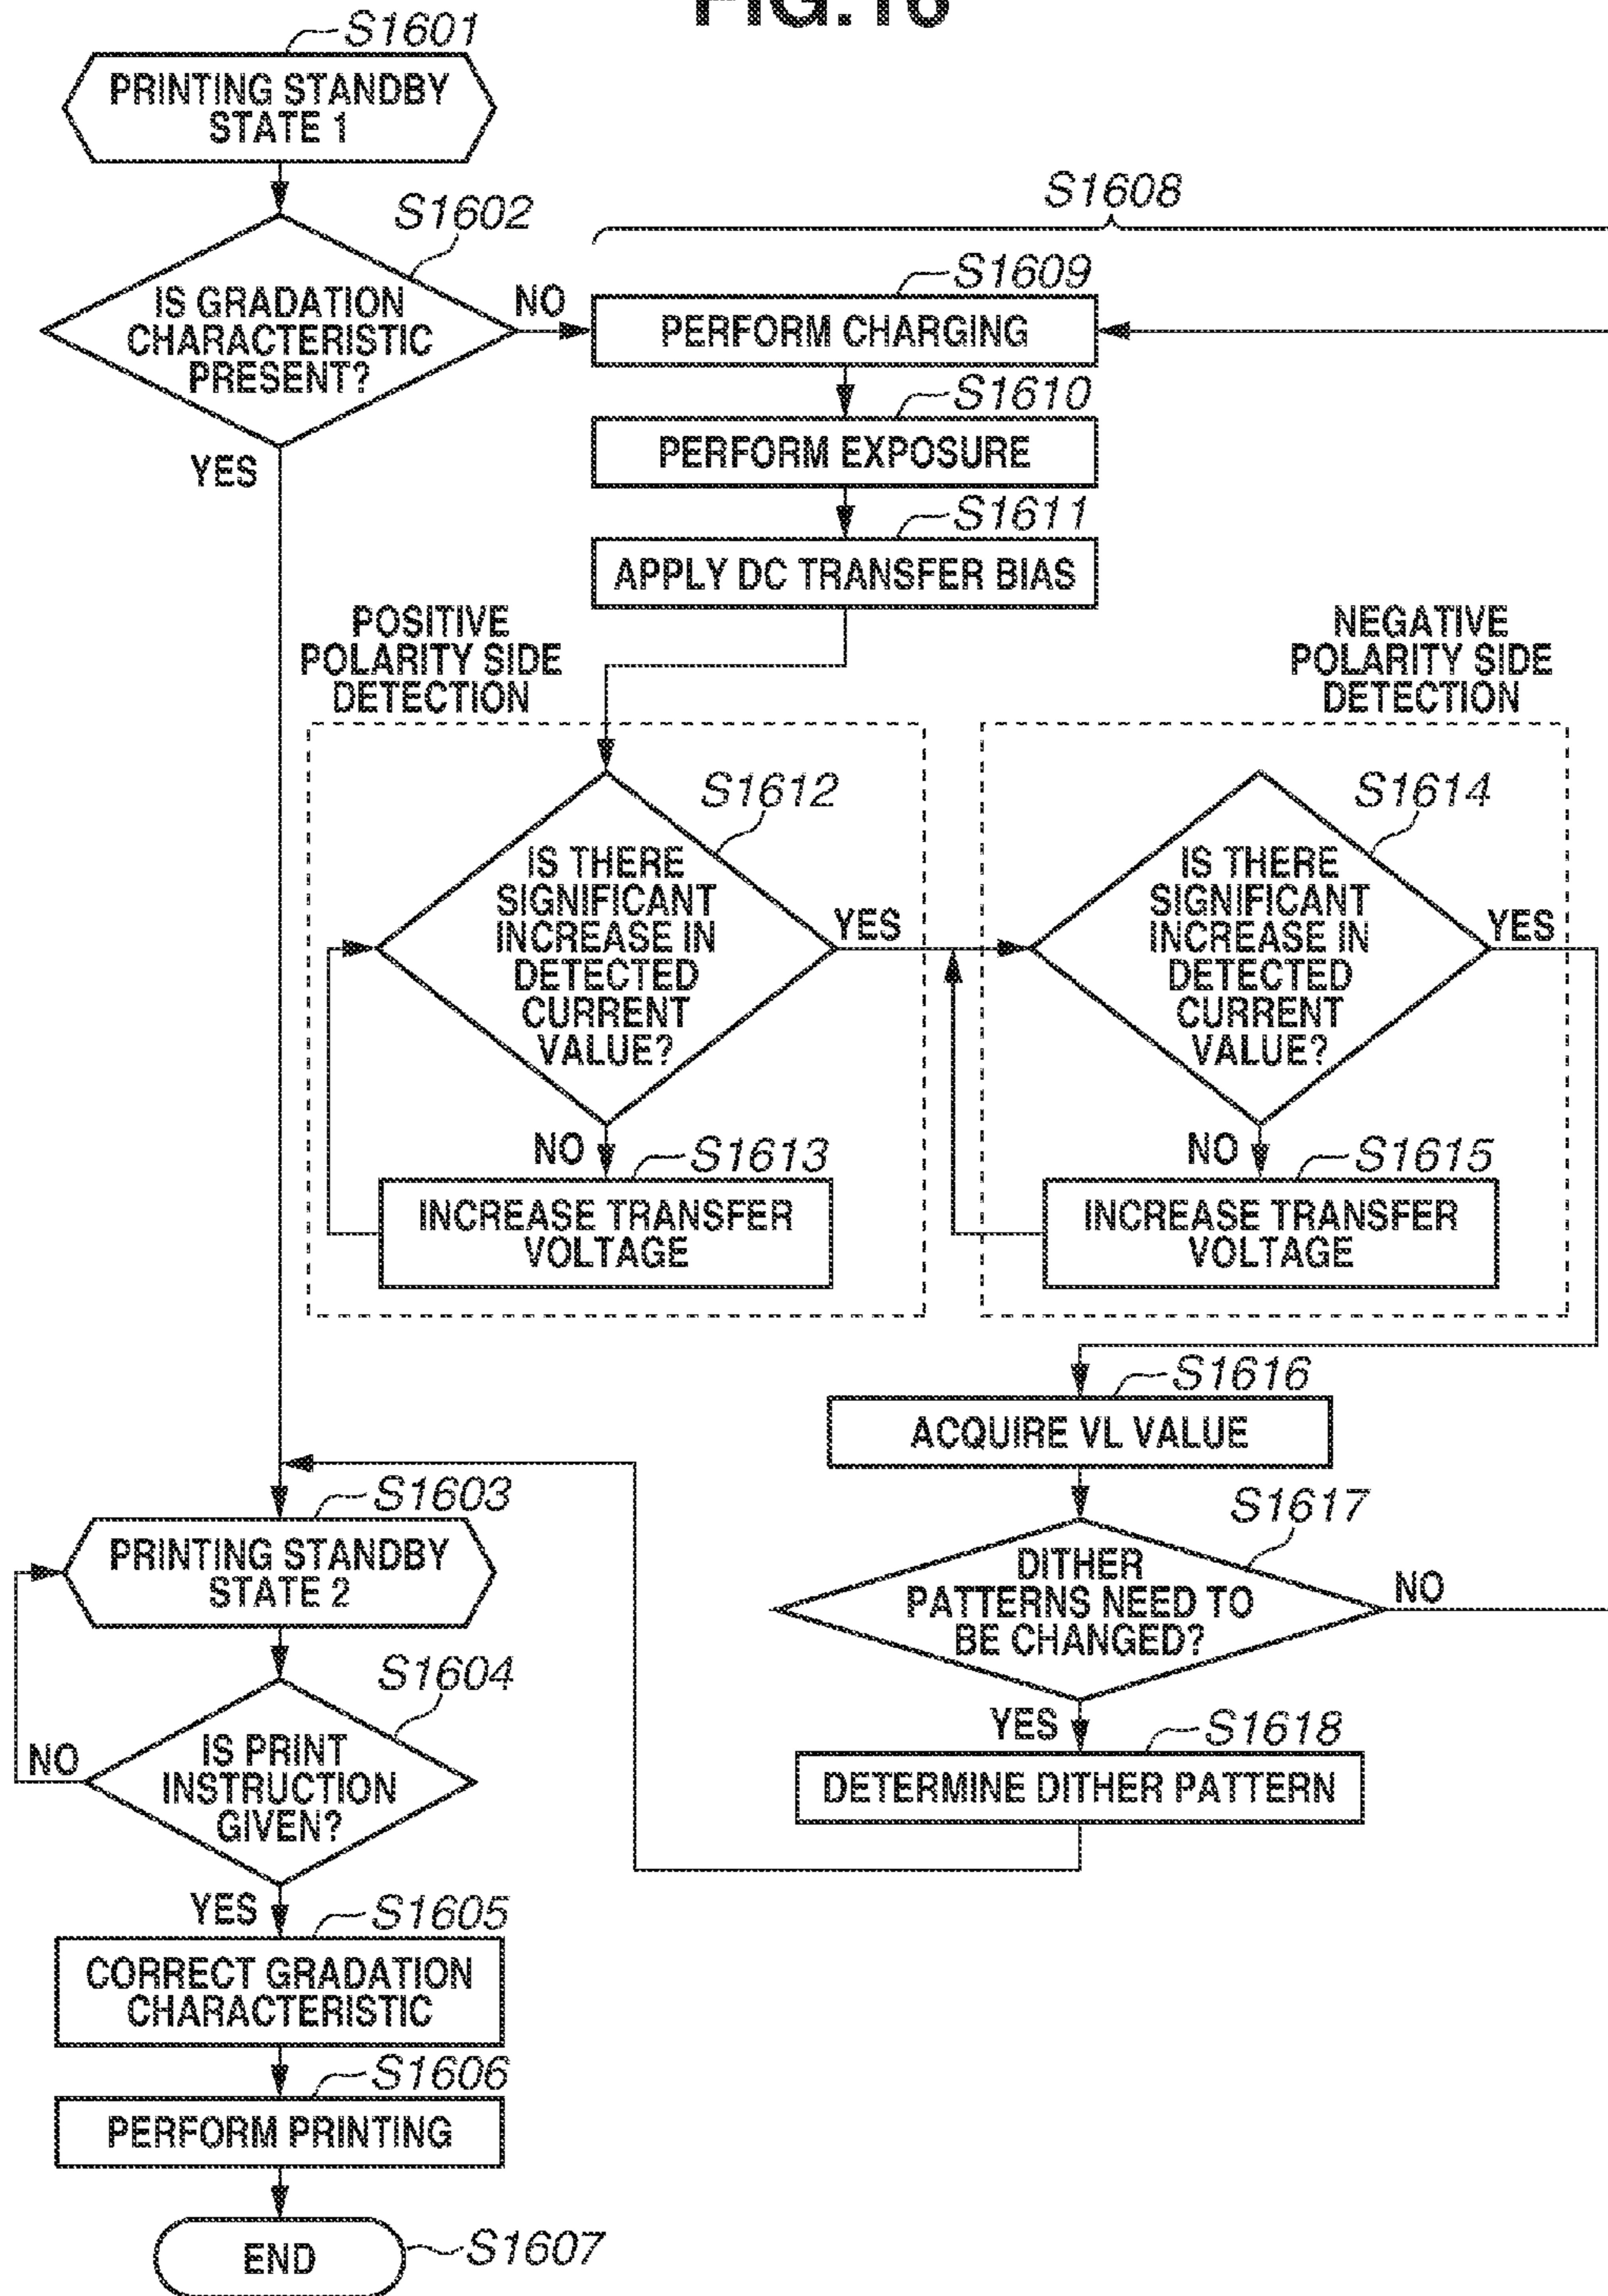 FIG.16
S1601
PRINTING STANDBY
STATE 1
S1602
IS GRADATION
CHARACTERISTIC
PRESENT?
NO
YES
S1608
S1609
PERFORM CHARGING
S1610
PERFORM EXPOSURE
S1611
APPLY DC TRANSFER BIAS
POSITIVE
POLARITY SIDE
DETECTION
NEGATIVE
POLARITY SIDE
DETECTION
S1612
IS THERE
SIGNIFICANT
INCREASE IN
DETECTED
CURRENT
VALUE?
YES
NO
S1613
INCREASE TRANSFER
VOLTAGE
S1614
IS THERE
SIGNIFICANT
INCREASE IN
DETECTED
CURRENT
VALUE?
YES
NO
S1615
INCREASE TRANSFER
VOLTAGE
S1616
ACQUIRE VL VALUE
S1617
DITHER
PATTERNS NEED TO
BE CHANGED?
NO
YES
S1618
DETERMINE DITHER PATTERN
S1603
PRINTING STANDBY
STATE 2
S1604
IS PRINT
INSTRUCTION
GIVEN?
NO
YES
S1605
CORRECT GRADATION
CHARACTERISTIC
S1606
PERFORM PRINTING
END
S1607